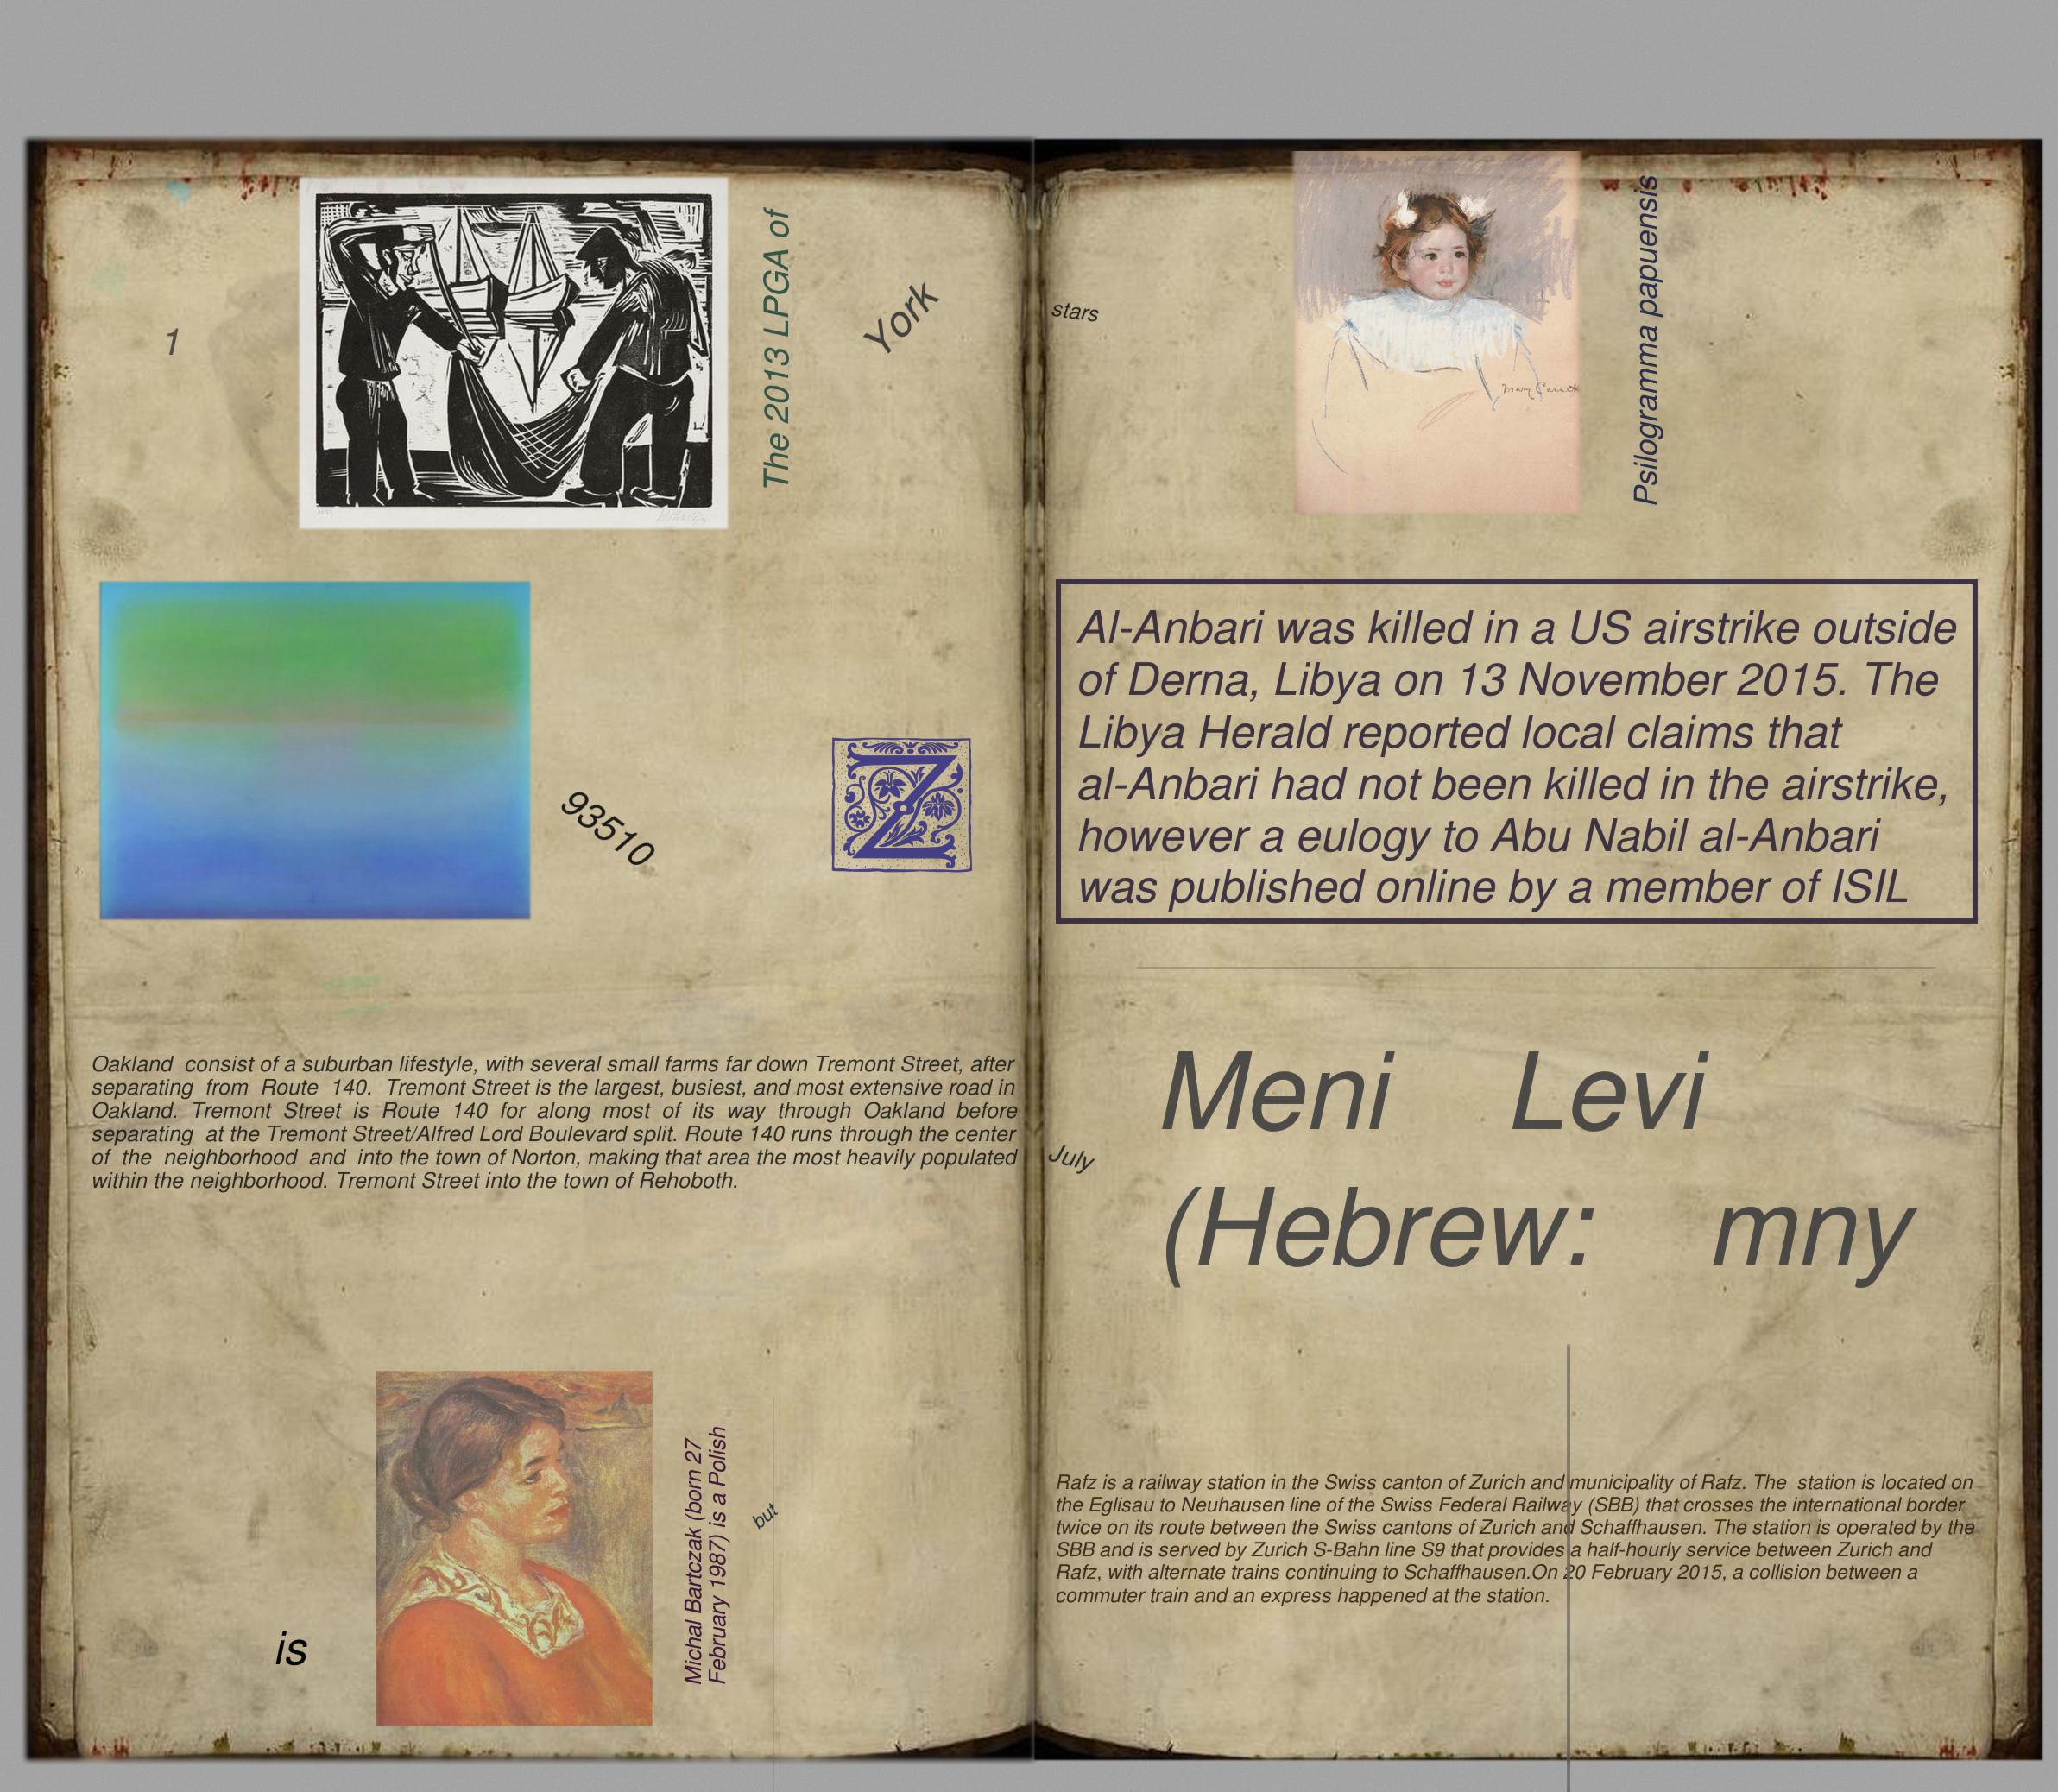 1
The 2013 LPGA of
York
93510
Z
Oakland consist of a suburban lifestyle, with several small farms far down Tremont Street, after
separating from Route 140. Tremont Street is the largest, busiest, and most extensive road in
Oakland. Tremont Street is Route 140 for along most of its way through Oakland before
separating at the Tremont Street/Alfred Lord Boulevard split. Route 140 runs through the center
of the neighborhood and into the town of Norton, making that area the most heavily populated
within the neighborhood. Tremont Street into the town of Rehoboth.
Michal Bartczak (born 27
February 1987) is a Polish
but
is
stars
Mary Cassatt
Psilogramma papuensis
Al-Anbari was killed in a US airstrike outside
of Derna, Libya on 13 November 2015. The
Libya Herald reported local claims that
al-Anbari had not been killed in the airstrike,
however a eulogy to Abu Nabil al-Anbari
was published online by a member of ISIL
Meni Levi
(Hebrew: mny
July
Rafz is a railway station in the Swiss canton of Zurich and municipality of Rafz. The station is located on
the Eglisau to Neuhausen line of the Swiss Federal Railway (SBB) that crosses the international border
twice on its route between the Swiss cantons of Zurich and Schaffhausen. The station is operated by the
SBB and is served by Zurich S-Bahn line S9 that provides a half-hourly service between Zurich and
Rafz, with alternate trains continuing to Schaffhausen.On 20 February 2015, a collision between a
commuter train and an express happened at the station.